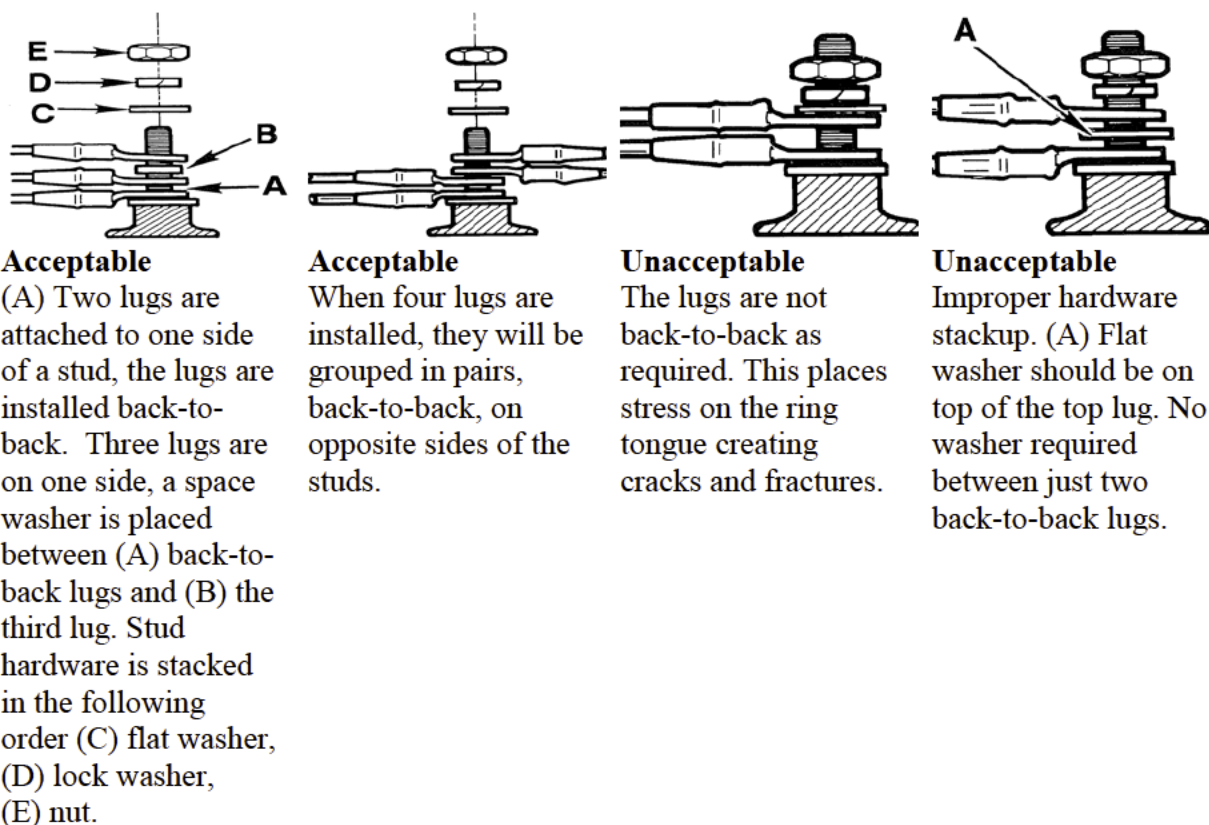 E
D
C
B
A
A
Acceptable
(A) Two lugs are
attached to one side
of a stud, the lugs are
installed back-to-
back.  Three lugs are
on one side, a space
washer is placed
between (A) back-to-
back lugs and (B) the
third lug. Stud
hardware is stacked
in the following
order (C) flat washer,
(D) lock washer,
(E) nut.
Acceptable
When four lugs are
installed, they will be
grouped in pairs,
back-to-back, on
opposite sides of the
studs.
Unacceptable
The lugs are not
back-to-back as
required. This places
stress on the ring
tongue creating
cracks and fractures.
Unacceptable
Improper hardware
stackup. (A) Flat
washer should be on
top of the top lug. No
washer required
between just two
back-to-back lugs.